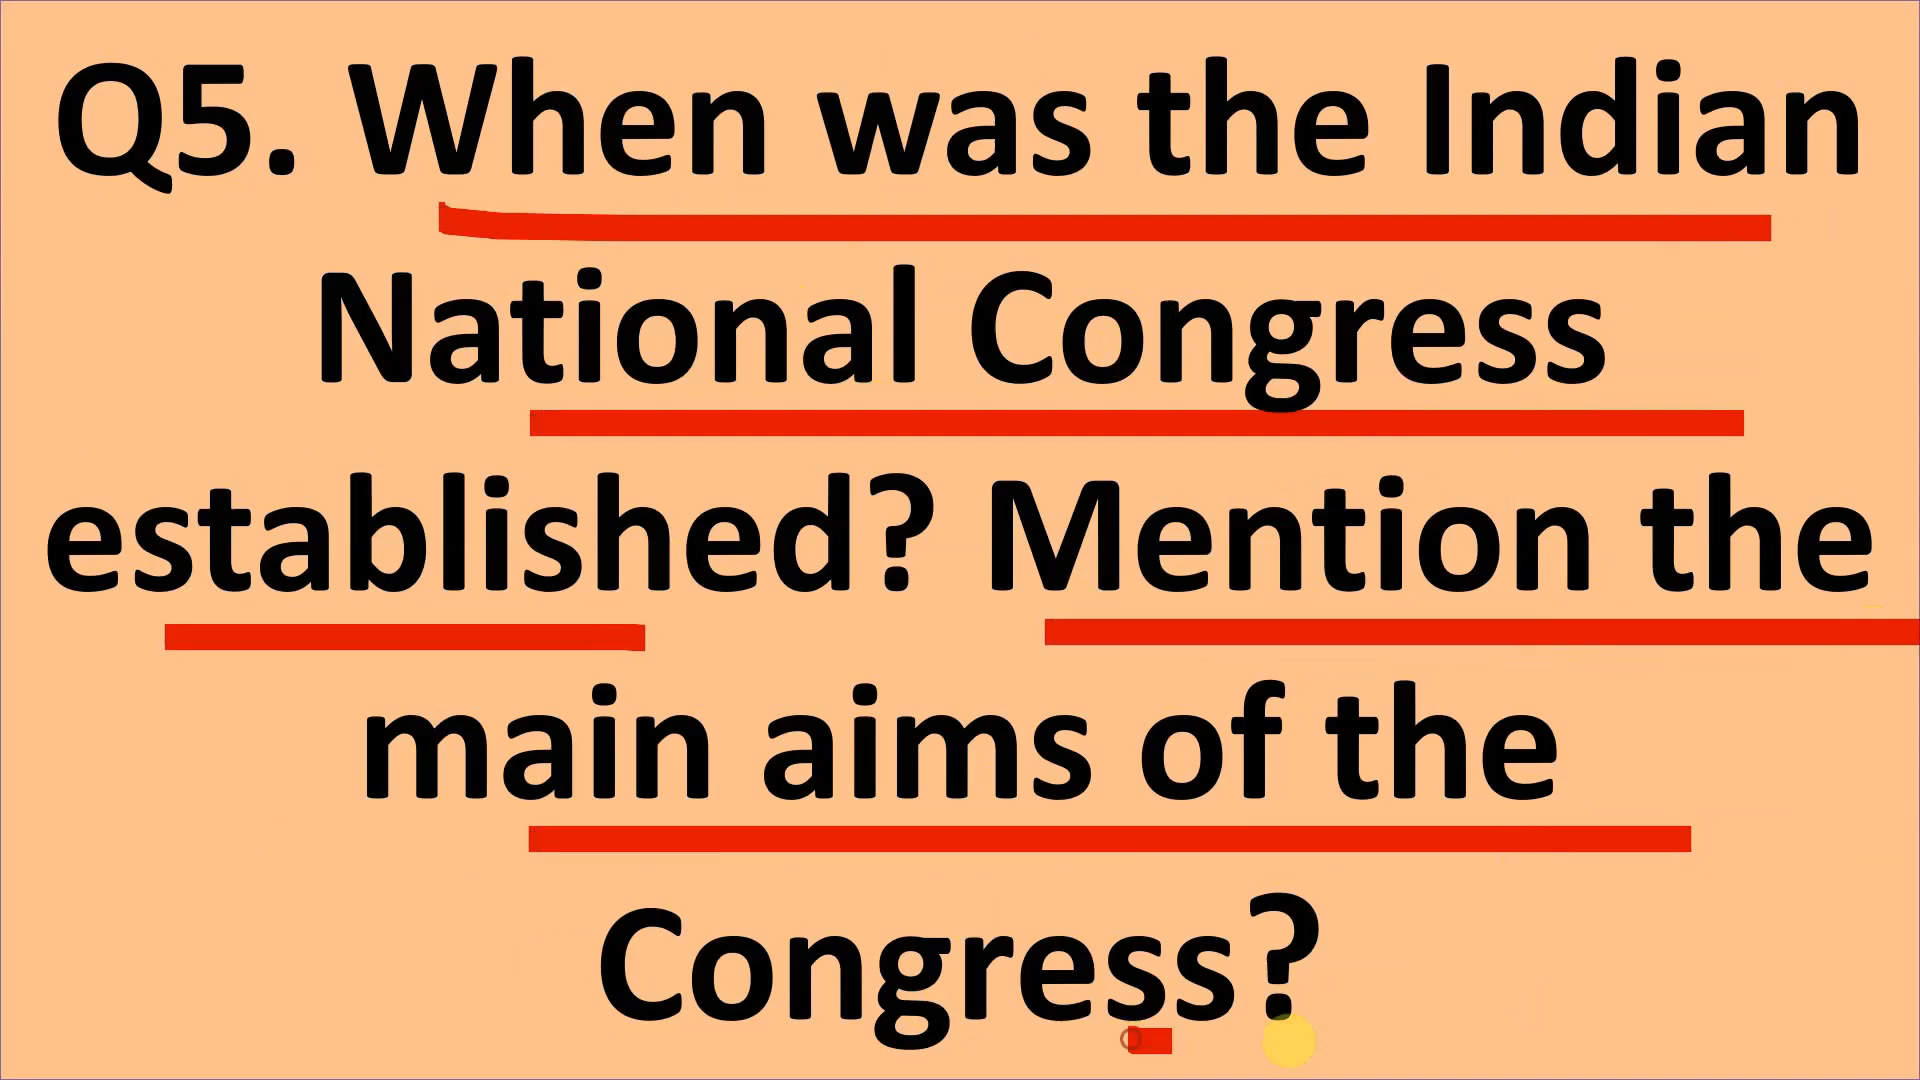 Q5. When was the Indian
National Congress
established? Mention the
main aims of the
Congress?